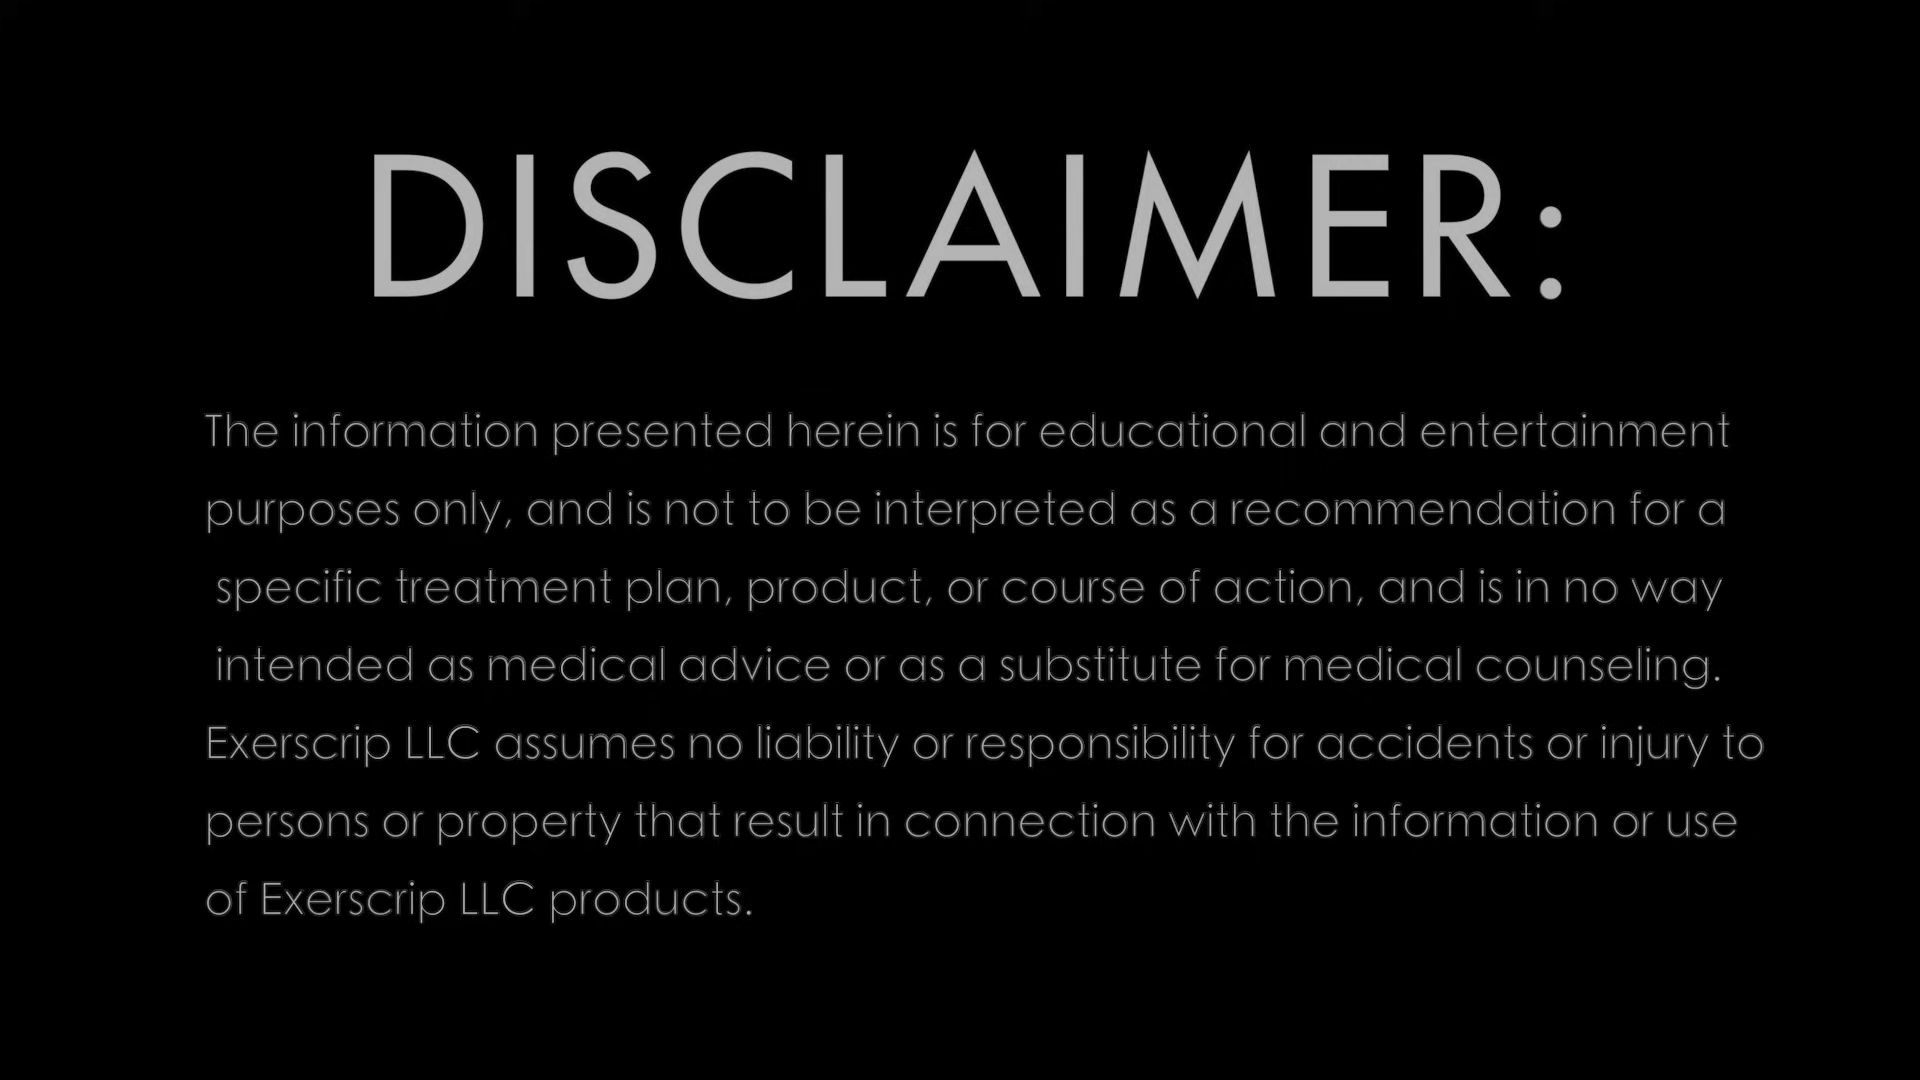 DISCLAIMER:
The information presented herein is for educational and entertainment
purposes only, and is not to be interpreted as a recommendation for a
specific treatment plan, product, or course of action, and is in no way
intended as medical advice or as a substitute for medical counseling.
Exerscrip LLC assumes no liability or responsibility for accidents or injury to
persons or property that result in connection with the information or use
of Exerscrip LLC products.